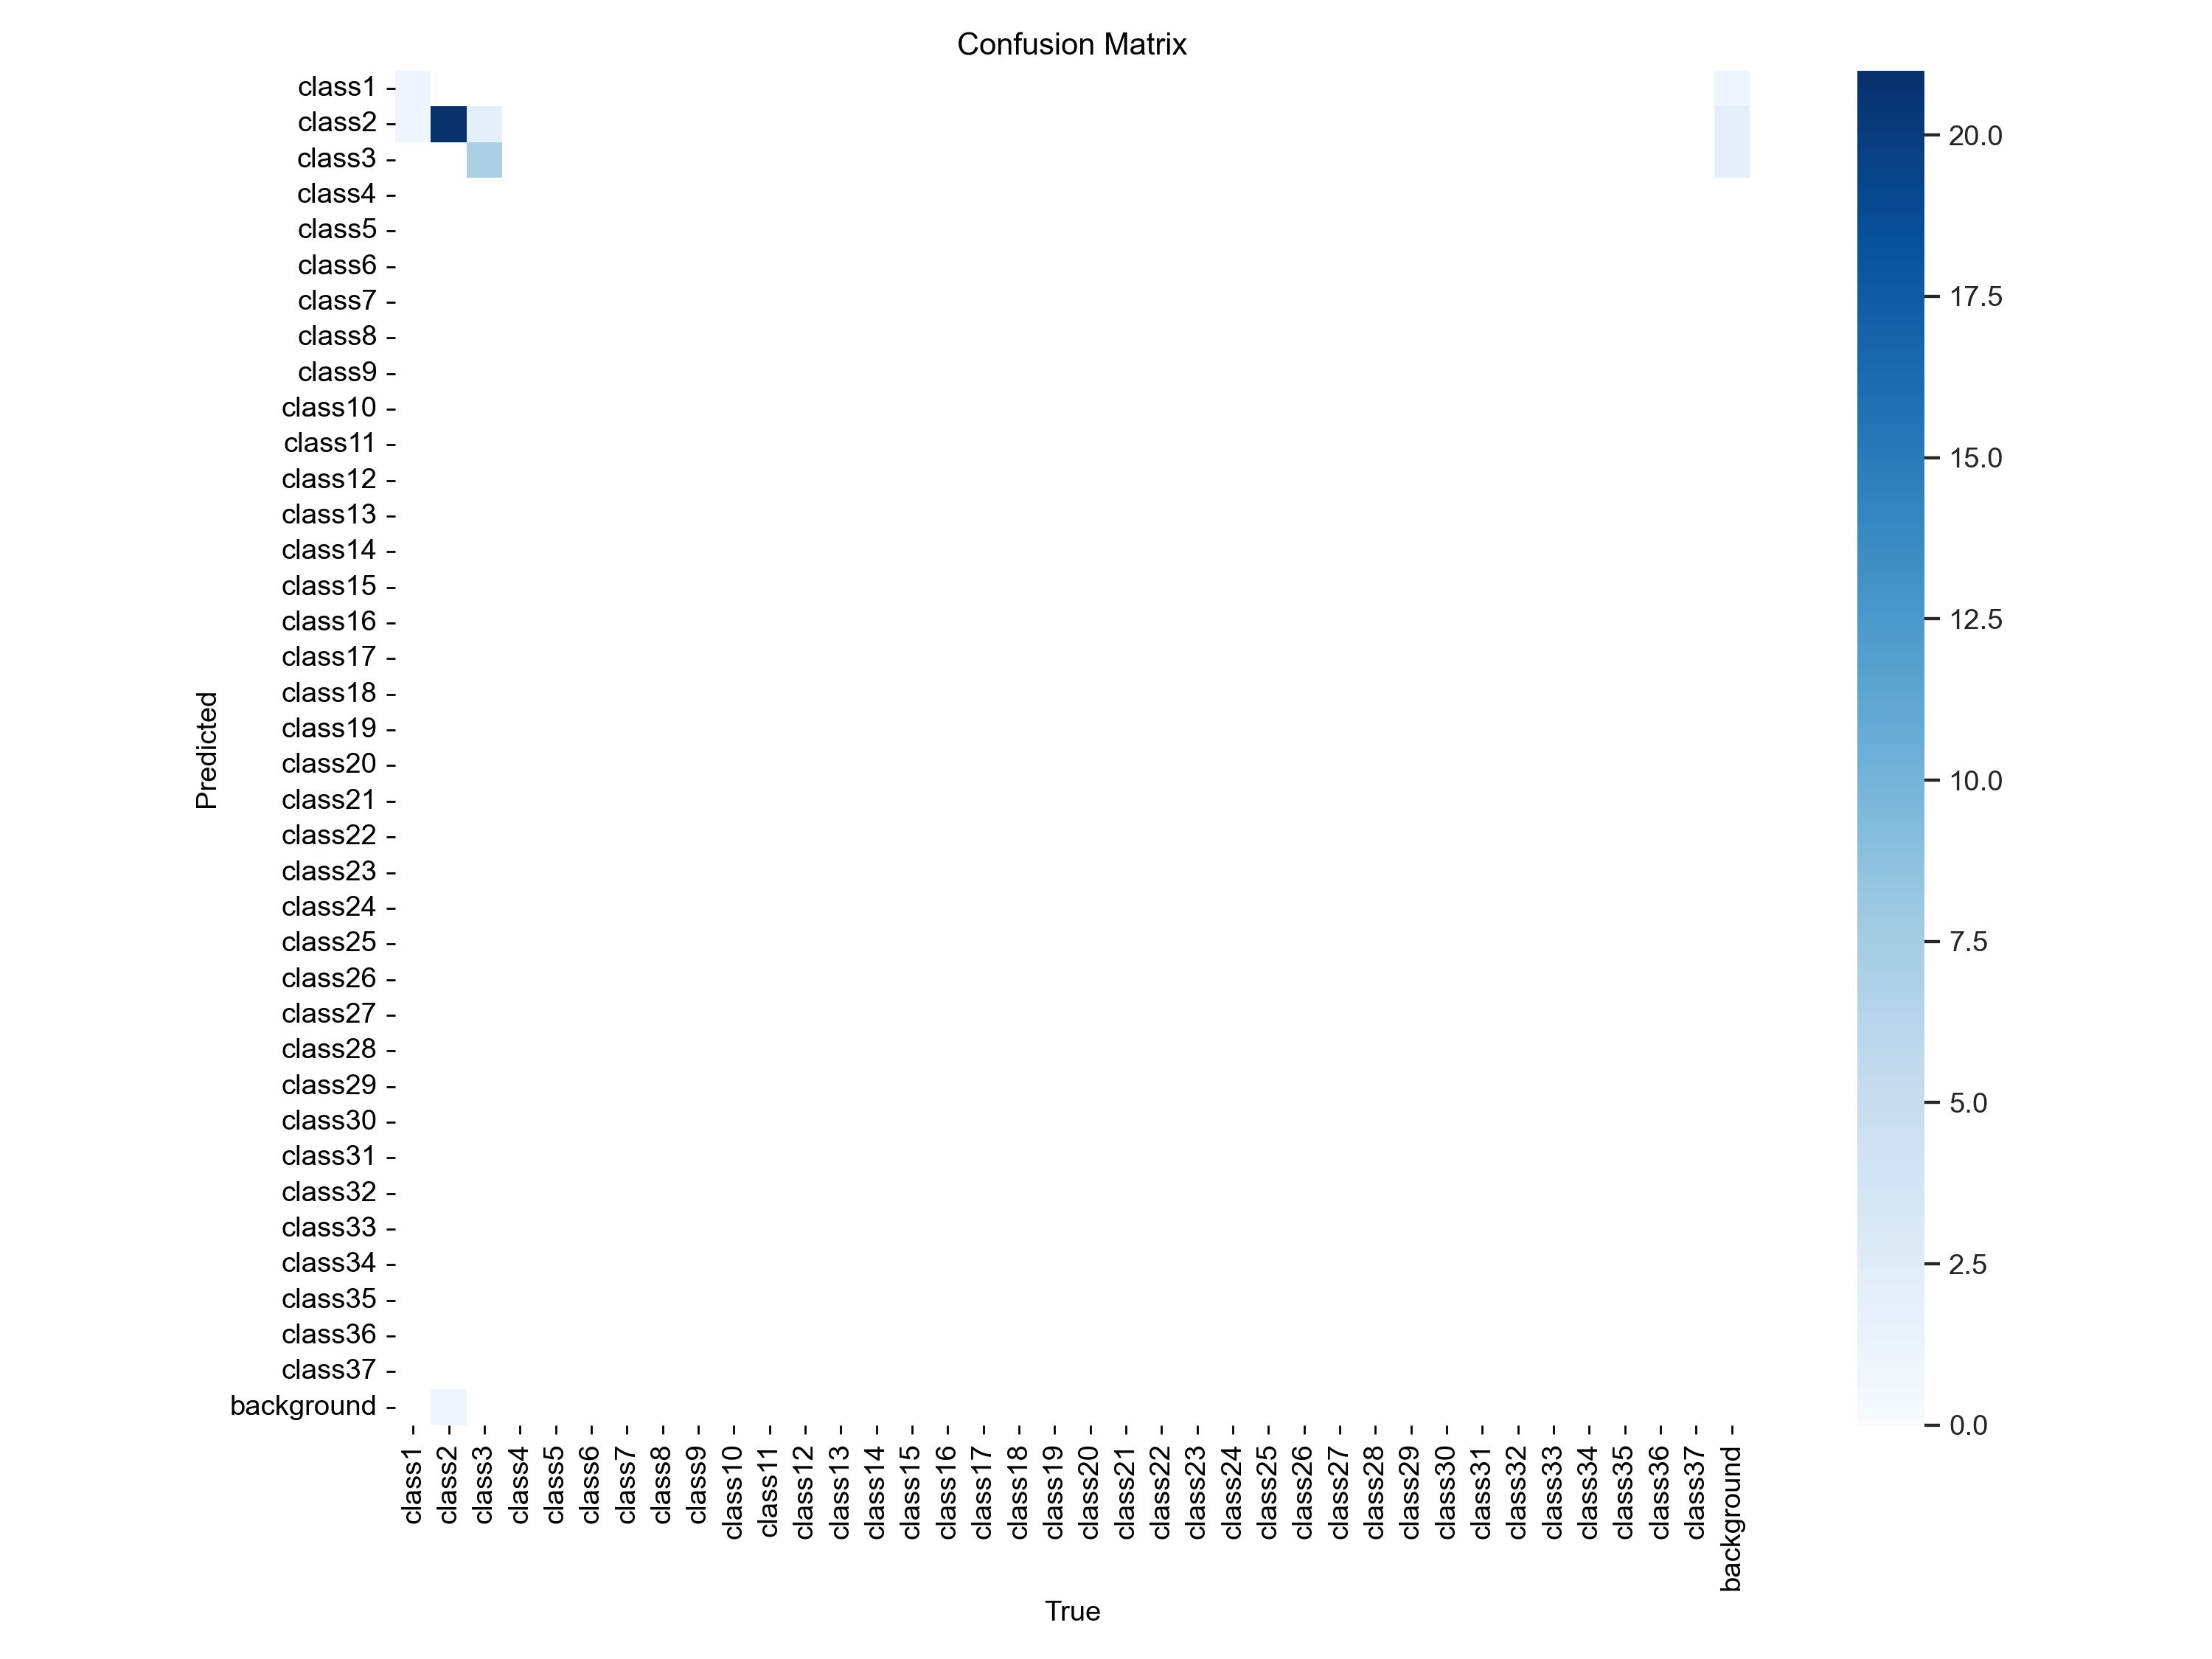 Confusion Matrix
class1
class2
class3
class4
class5
class6
class7
class8
class9
class10
class11
class12
class13
class14
class15
class16
class17
class18
class19
class20
class21
class22
class23
class24
class25
class26
class27
class28
class29
class30
class31
class32
class33
class34
class35
class36
class37
background
Predicted
class1
class2
class3
class4
class5
class6
class7
class8
class9
class10
class11
class12
class13
class14
class15
class16
class17
class18
class19
class20
class21
class22
class23
class24
class25
class26
class27
class28
class29
class30
class31
class32
class33
class34
class35
class36
class37
background
True
20.0
17.5
15.0
12.5
10.0
7.5
5.0
2.5
0.0